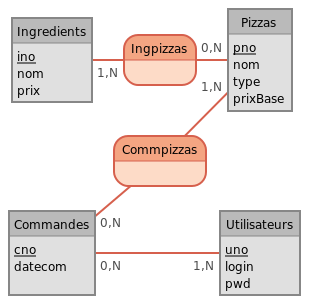 Ingredients
ino
nom
prix
Ingpizzas
1,N
0,N
Pizzas
pno
nom
type
prixBase
1,N
Commpizzas
Commandes
cno
datecom
0,N
0,N
1,N
Utilisateurs
uno
login
pwd